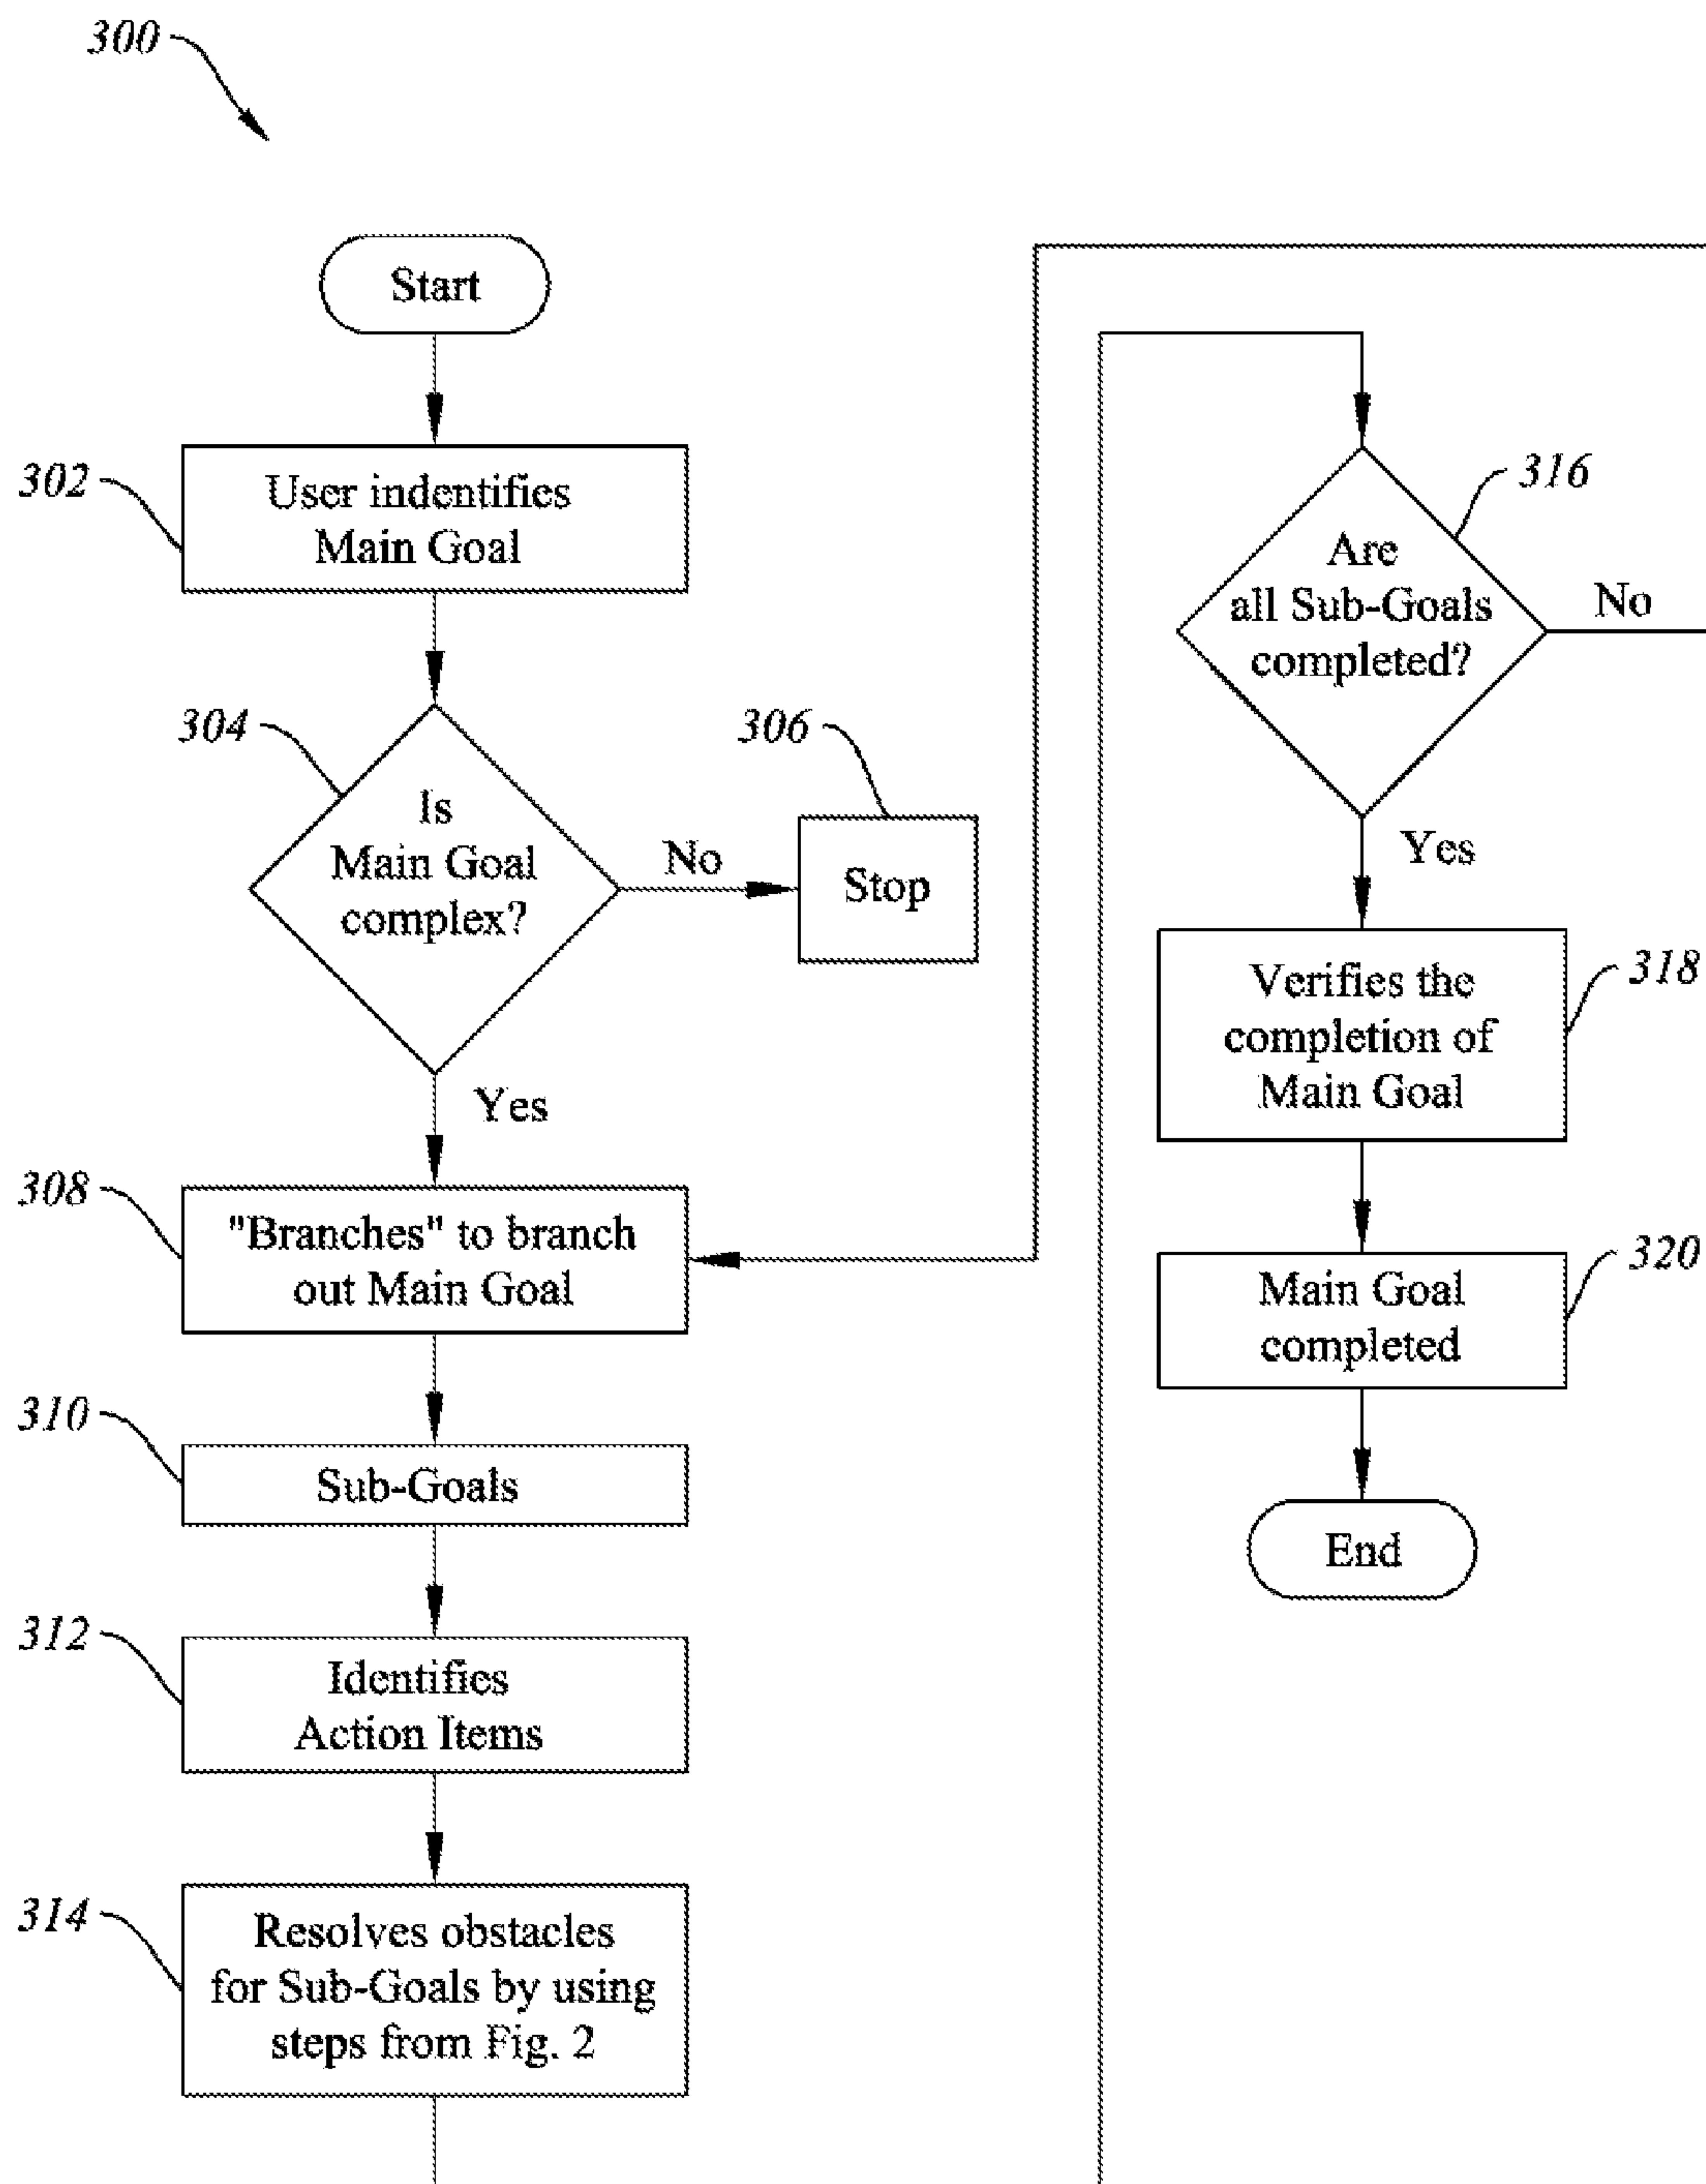 300
Start
302
User indentifies
Main Goal
304
Is
Main Goal
complex?
No
306
Stop
Yes
308
"Branches" to branch
out Main Goal
310
Sub-Goals
312
Identifies
Action Items
314
Resolves obstacles
for Sub-Goals by using
steps from Fig. 2
316
Are
all Sub-Goals
completed?
No
Yes
318
Verifies the
completion of
Main Goal
320
Main Goal
completed
End